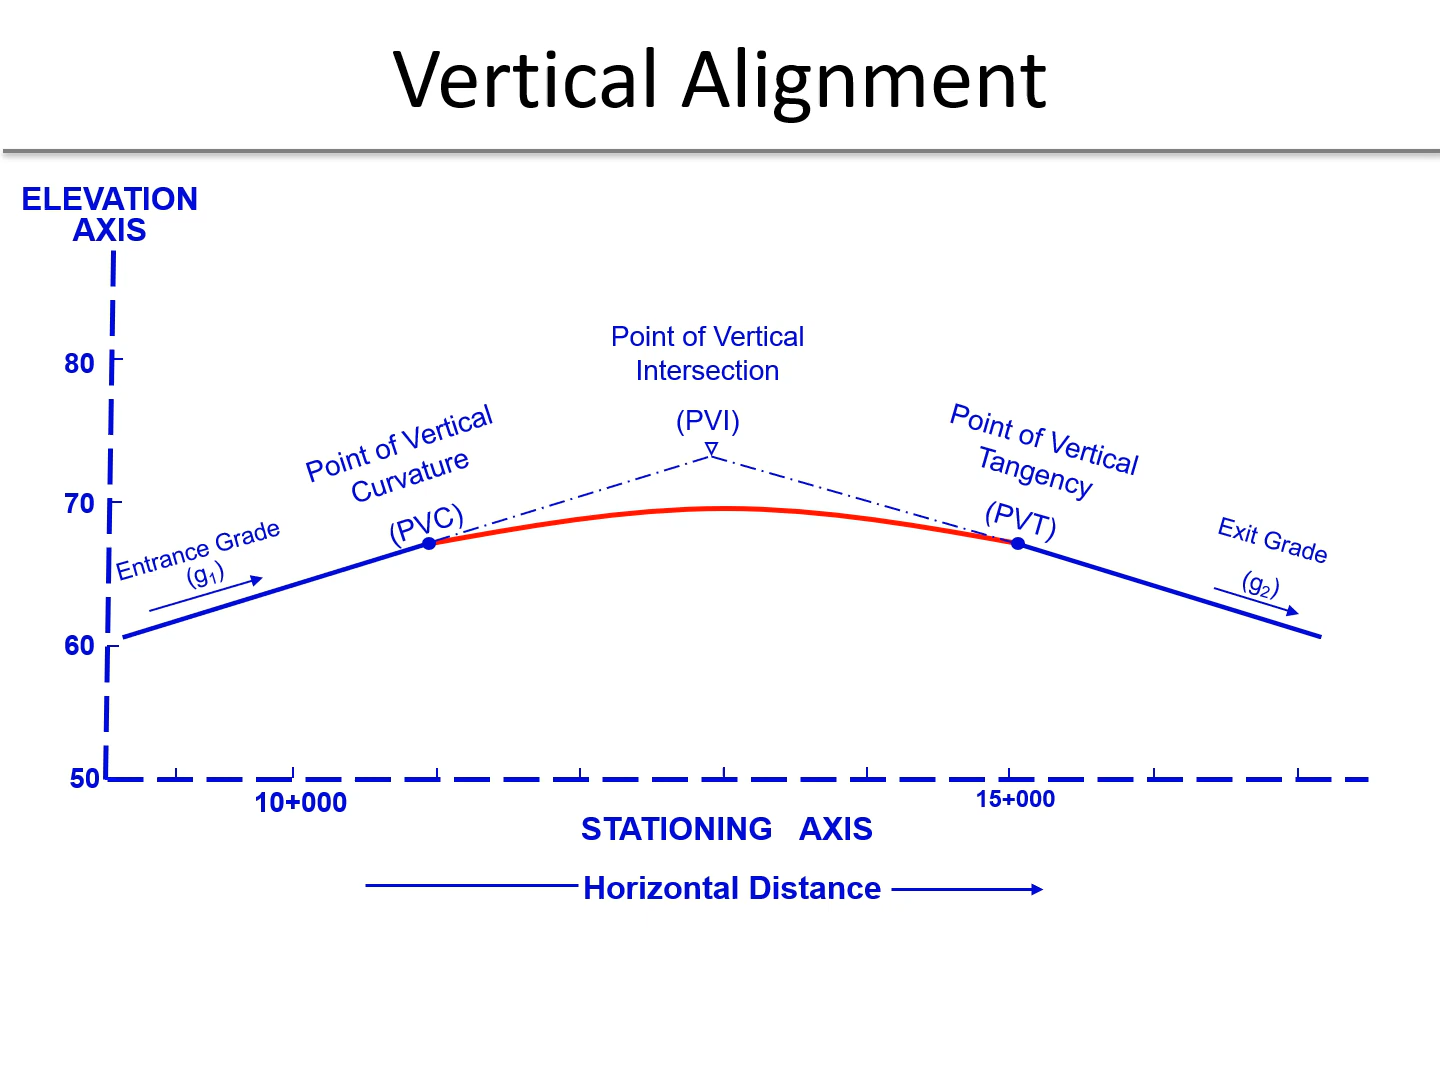 Vertical Alignment
ELEVATION
AXIS
80
70
60
50
Point of Vertical
Intersection
(PVI)
Point of Vertical
Curvature
(PVC)
Point of Vertical
Tangency
(PVT)
Entrance Grade
(g1)
Exit Grade
(g2)
10+000
15+000
STATIONING AXIS
Horizontal Distance